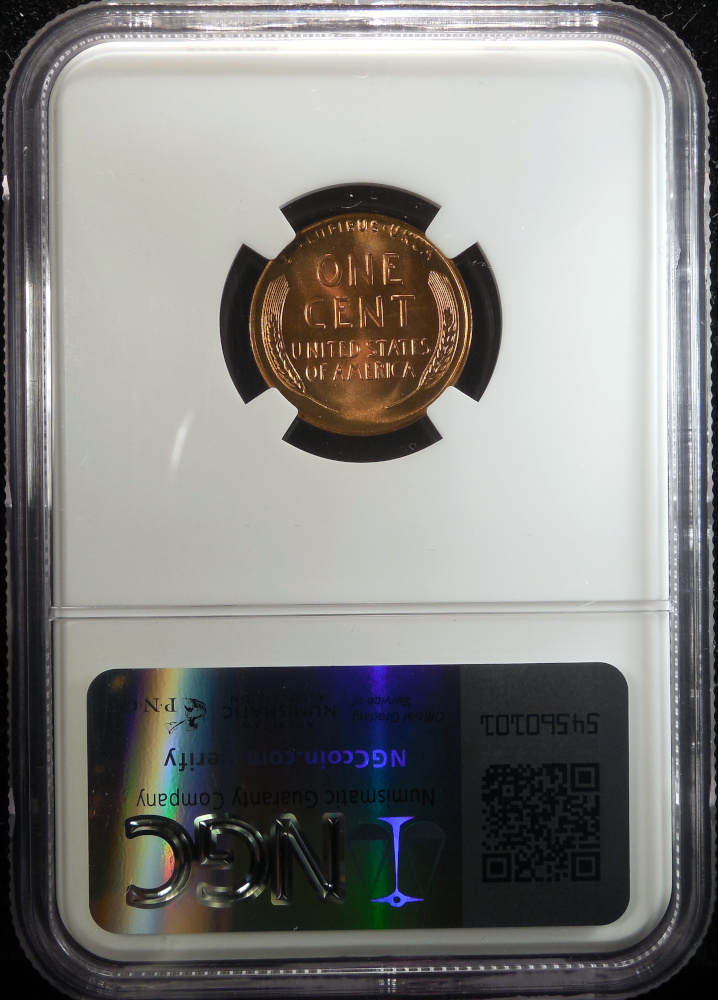 PLURIBUS·UNUM
ONE
CENT
UNITED STATES
OF AMERICA
NGC
Numismatic Guaranty Company
NGCcoin.com/verify
Official Grading
Service of
NUMISMATIC
P·N·G